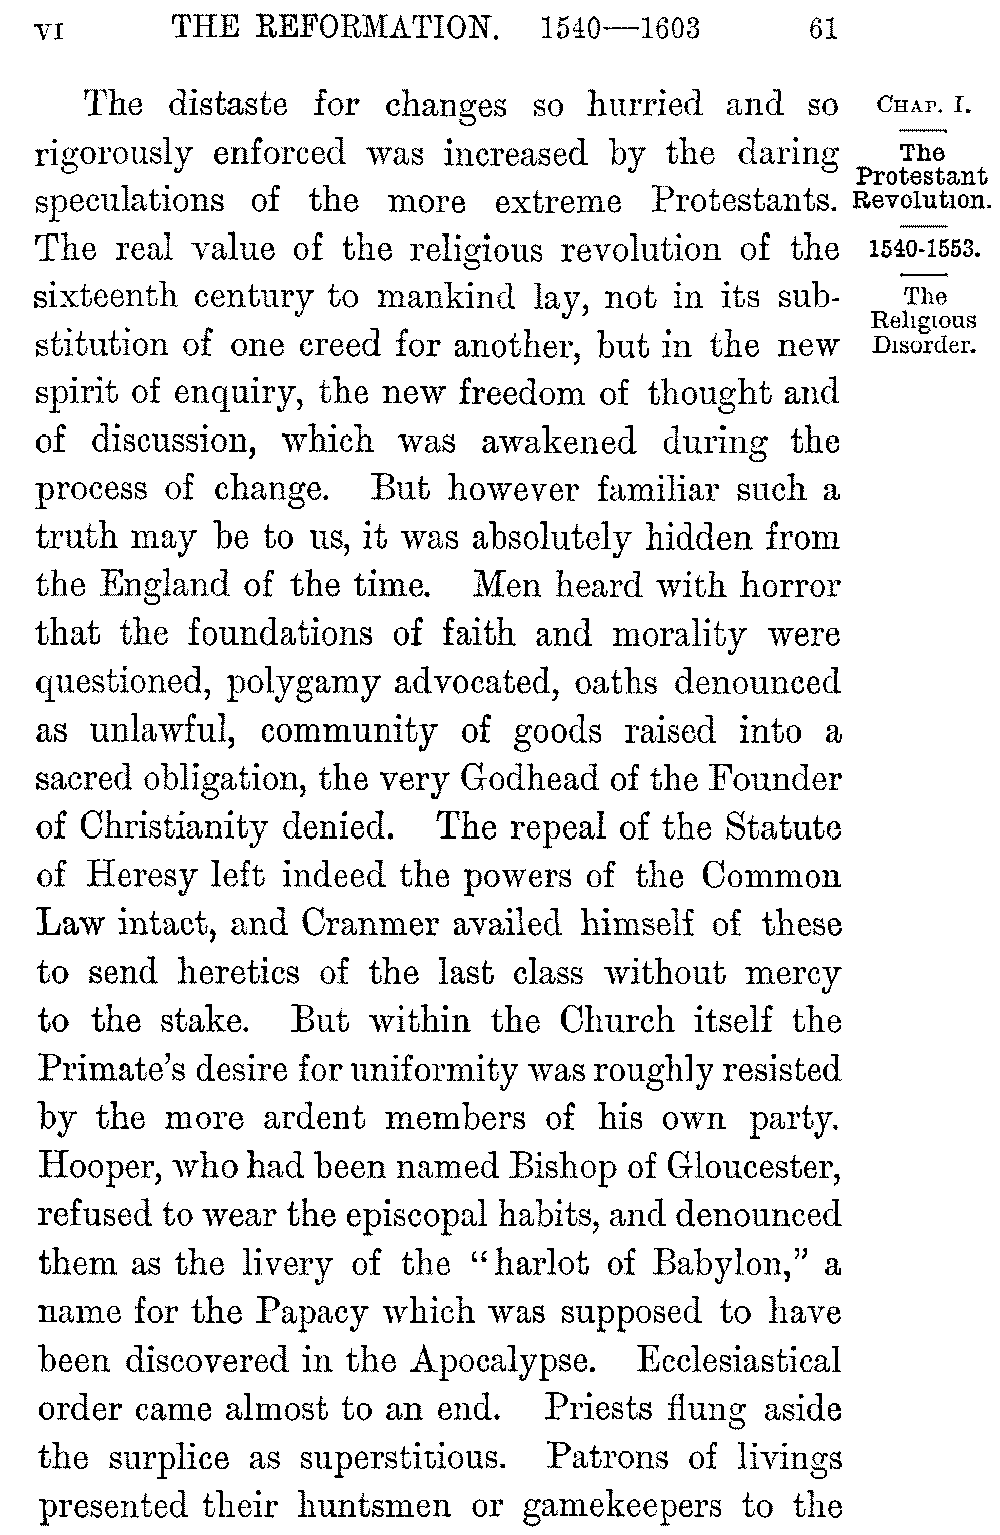 VI THE REFORMATION. 1540—1603 61
The distaste for changes so hurried and so
rigorously enforced was increased by the daring
speculations of the more extreme Protestants.
The real value of the religious revolution of the
sixteenth century to mankind lay, not in its sub-
stitution of one creed for another, but in the new
spirit of enquiry, the new freedom of thought and
of discussion, which was awakened during the
process of change. But however familiar such a
truth may be to us, it was absolutely hidden from
the England of the time. Men heard with horror
that the foundations of faith and morality were
questioned, polygamy advocated, oaths denounced
as unlawful, community of goods raised into a
sacred obligation, the very Godhead of the Founder
of Christianity denied. The repeal of the Statute
of Heresy left indeed the powers of the Common
Law intact, and Cranmer availed himself of these
to send heretics of the last class without mercy
to the stake. But within the Church itself the
Primate's desire for uniformity was roughly resisted
by the more ardent members of his own party.
Hooper, who had been named Bishop of Gloucester,
refused to wear the episcopal habits, and denounced
them as the livery of the "harlot of Babylon," a
name for the Papacy which was supposed to have
been discovered in the Apocalypse. Ecclesiastical
order came almost to an end. Priests flung aside
the surplice as superstitious. Patrons of livings
presented their huntsmen or gamekeepers to the
CHAP. I.
The
Protestant
Revolution.
1540-1553.
The
Religious
Disorder.